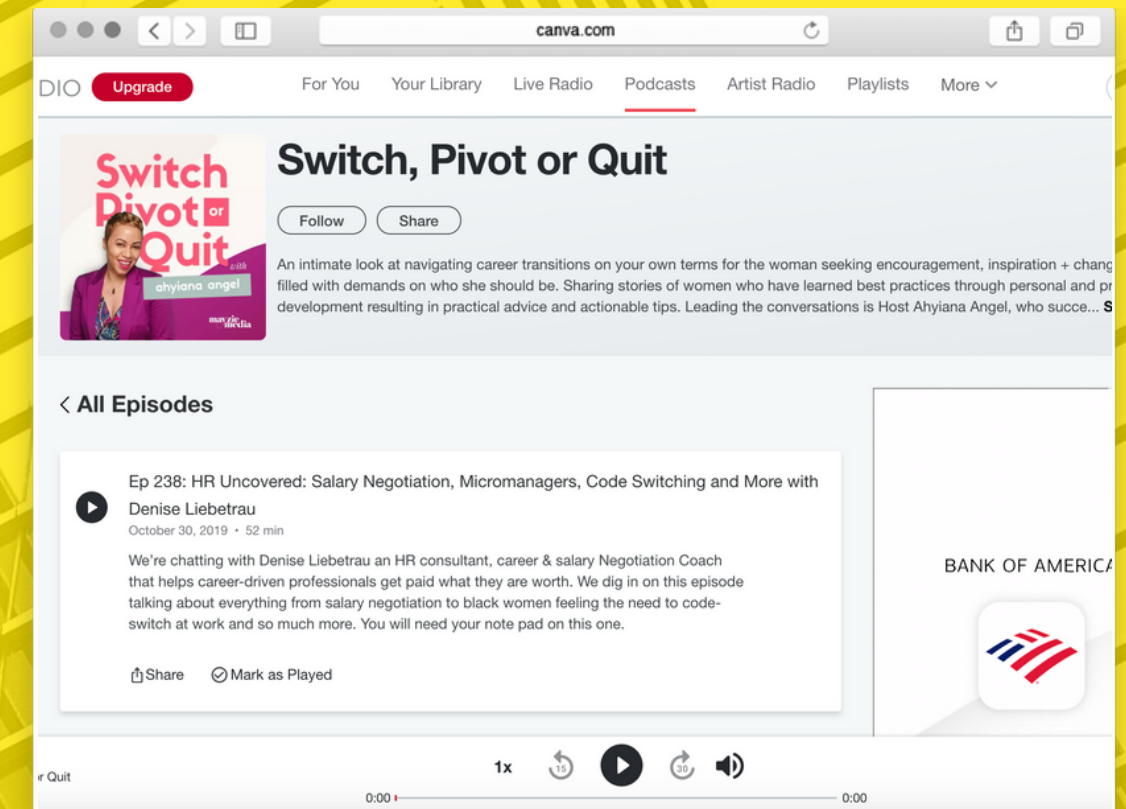 canva.com
DIO Upgrade For You Your Library Live Radio Podcasts Artist Radio Playlists More
Switch
Pivot or
Quit
with
ahyiana angel
mayzie
media
Switch, Pivot or Quit
Follow Share
An intimate look at navigating career transitions on your own terms for the woman seeking encouragement, inspiration + chang
filled with demands on who she should be. Sharing stories of women who have learned best practices through personal and pr
development resulting in practical advice and actionable tips. Leading the conversations is Host Ahyiana Angel, who succe... S
< All Episodes
Ep 238: HR Uncovered: Salary Negotiation, Micromanagers, Code Switching and More with
Denise Liebetrau
October 30, 2019 • 52 min
We're chatting with Denise Liebetrau an HR consultant, career & salary Negotiation Coach
that helps career-driven professionals get paid what they are worth. We dig in on this episode
talking about everything from salary negotiation to black women feeling the need to code-
switch at work and so much more. You will need your note pad on this one.
Share Mark as Played
BANK OF AMERICA
or Quit
1x 15 30
0:00 0:00